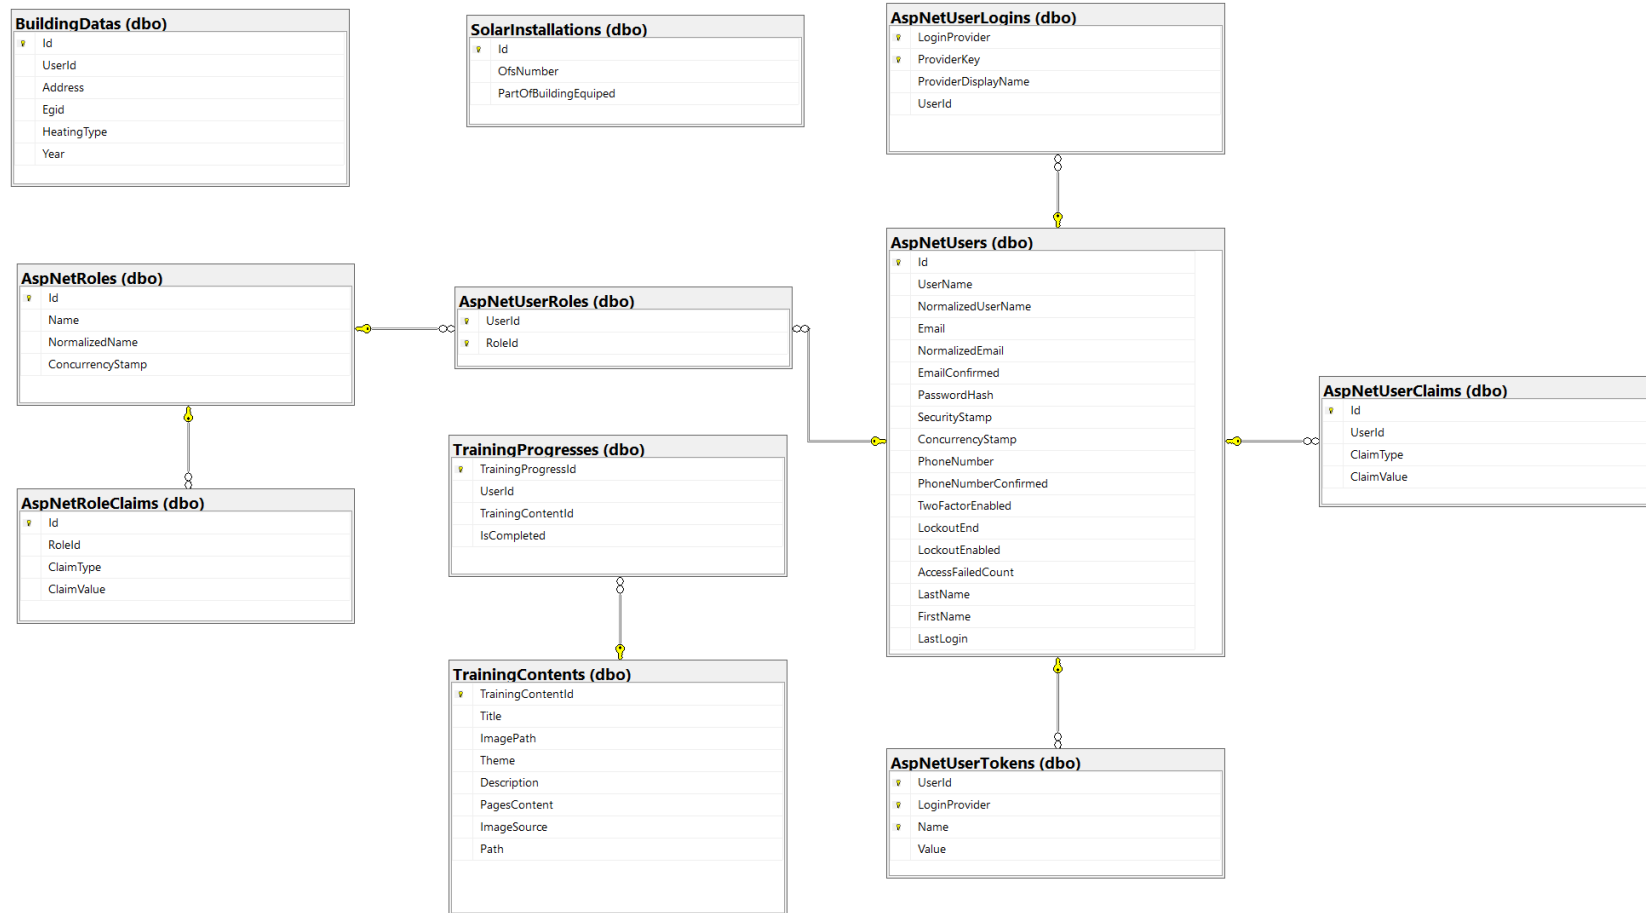 BuildingDatas (dbo)
Id
UserId
Address
Egid
HeatingType
Year
SolarInstallations (dbo)
Id
OfsNumber
PartOfBuildingEquiped
AspNetUserLogins (dbo)
LoginProvider
ProviderKey
ProviderDisplayName
UserId
AspNetRoles (dbo)
Id
Name
NormalizedName
ConcurrencyStamp
AspNetUserRoles (dbo)
UserId
RoleId
AspNetUsers (dbo)
Id
UserName
NormalizedUserName
Email
NormalizedEmail
EmailConfirmed
PasswordHash
SecurityStamp
ConcurrencyStamp
PhoneNumber
PhoneNumberConfirmed
TwoFactorEnabled
LockoutEnd
LockoutEnabled
AccessFailedCount
LastName
FirstName
LastLogin
AspNetUserClaims (dbo)
Id
UserId
ClaimType
ClaimValue
AspNetRoleClaims (dbo)
Id
RoleId
ClaimType
ClaimValue
TrainingProgresses (dbo)
TrainingProgressId
UserId
TrainingContentId
IsCompleted
TrainingContents (dbo)
TrainingContentId
Title
ImagePath
Theme
Description
PagesContent
ImageSource
Path
AspNetUserTokens (dbo)
UserId
LoginProvider
Name
Value